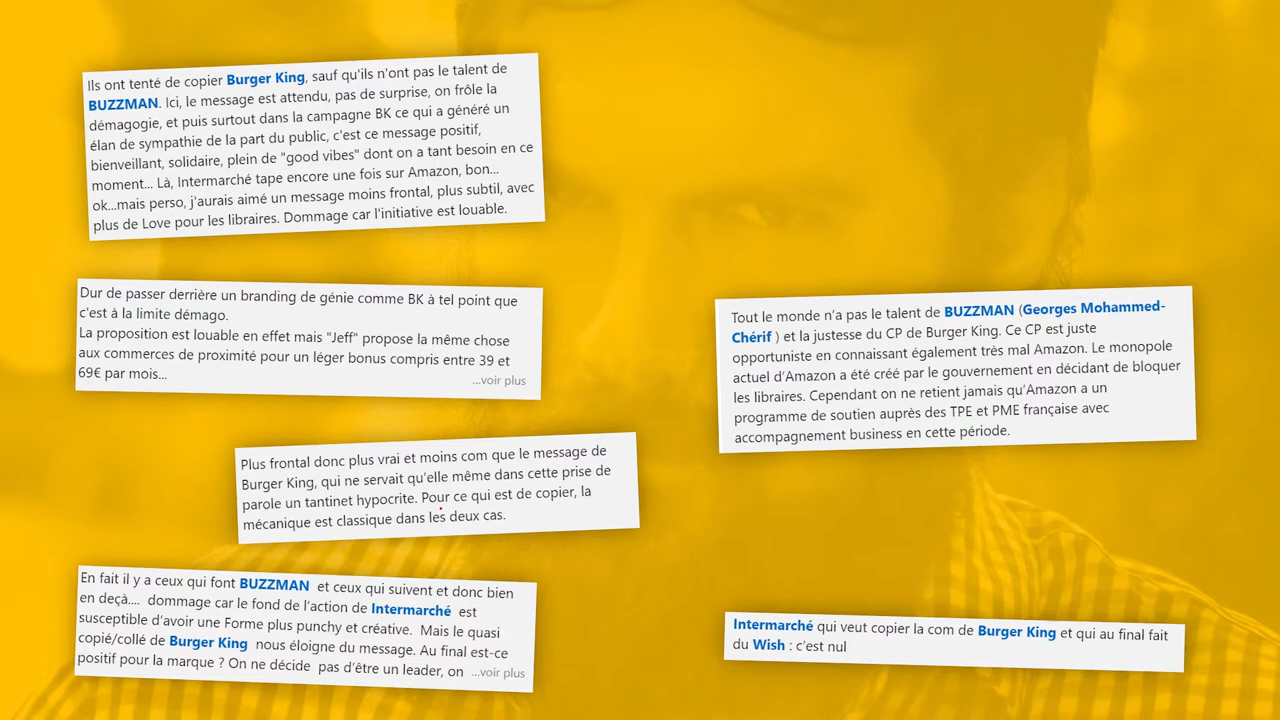 Ils ont tenté de copier Burger King, sauf qu'ils n'ont pas le talent de
BUZZMAN. Ici, le message est attendu, pas de surprise, on frôle la
démagogie, et puis surtout dans la campagne BK ce qui a généré un
élan de sympathie de la part du public, c'est ce message positif,
bienveillant, solidaire, plein de "good vibes" dont on a tant besoin en ce
moment... Là, Intermarché tape encore une fois sur Amazon, bon...
ok...mais perso, j'aurais aimé un message moins frontal, plus subtil, avec
plus de Love pour les libraires. Dommage car l'initiative est louable.
Dur de passer derrière un branding de génie comme BK à tel point que
c'est à la limite démago.
La proposition est louable en effet mais "Jeff" propose la même chose
aux commerces de proximité pour un léger bonus compris entre 39 et
69€ par mois...
...voir plus
Plus frontal donc plus vrai et moins com que le message de
Burger King, qui ne servait qu'elle même dans cette prise de
parole un tantinet hypocrite. Pour ce qui est de copier, la
mécanique est classique dans les deux cas.
En fait il y a ceux qui font BUZZMAN et ceux qui suivent et donc bien
en deçà.... dommage car le fond de l'action de Intermarché est
susceptible d'avoir une Forme plus punchy et créative. Mais le quasi
copié/collé de Burger King nous éloigne du message. Au final est-ce
positif pour la marque ? On ne décide pas d'être un leader, on ...voir plus
Tout le monde n'a pas le talent de BUZZMAN (Georges Mohammed-
Chérif ) et la justesse du CP de Burger King. Ce CP est juste
opportuniste en connaissant également très mal Amazon. Le monopole
actuel d'Amazon a été créé par le gouvernement en décidant de bloquer
les libraires. Cependant on ne retient jamais qu'Amazon a un
programme de soutien auprès des TPE et PME française avec
accompagnement business en cette période.
Intermarché qui veut copier la com de Burger King et qui au final fait
du Wish : c'est nul